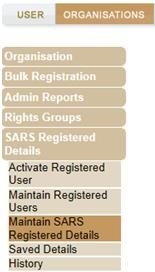 USER ORGANISATIONS
Organisation
Bulk Registration
Admin Reports
Rights Groups
SARS Registered
Details
Activate Registered
User
Maintain Registered
Users
Maintain SARS
Registered Details
Saved Details
History